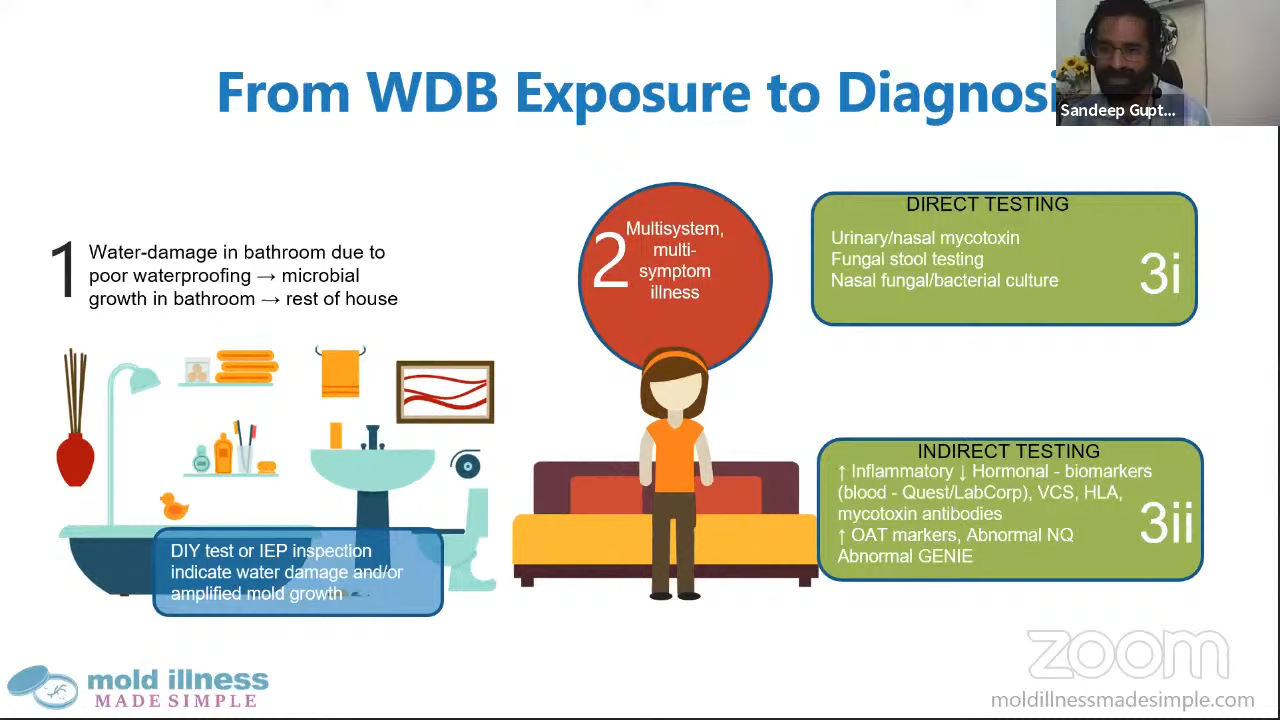 From WDB Exposure to Diagnosi
Sandeep Gupt...
1
Water-damage in bathroom due to
poor waterproofing → microbial
growth in bathroom → rest of house
2
Multisystem,
multi-
symptom
illness
DIRECT TESTING
Urinary/nasal mycotoxin
Fungal stool testing
Nasal fungal/bacterial culture
3i
INDIRECT TESTING
↑ Inflammatory ↓ Hormonal - biomarkers
(blood - Quest/LabCorp), VCS, HLA,
mycotoxin antibodies
↑ OAT markers, Abnormal NQ
Abnormal GENIE
3ii
DIY test or IEP inspection
indicate water damage and/or
amplified mold growth
mold illness
MADE SIMPLE
zoom
moldillnessmadesimple.com